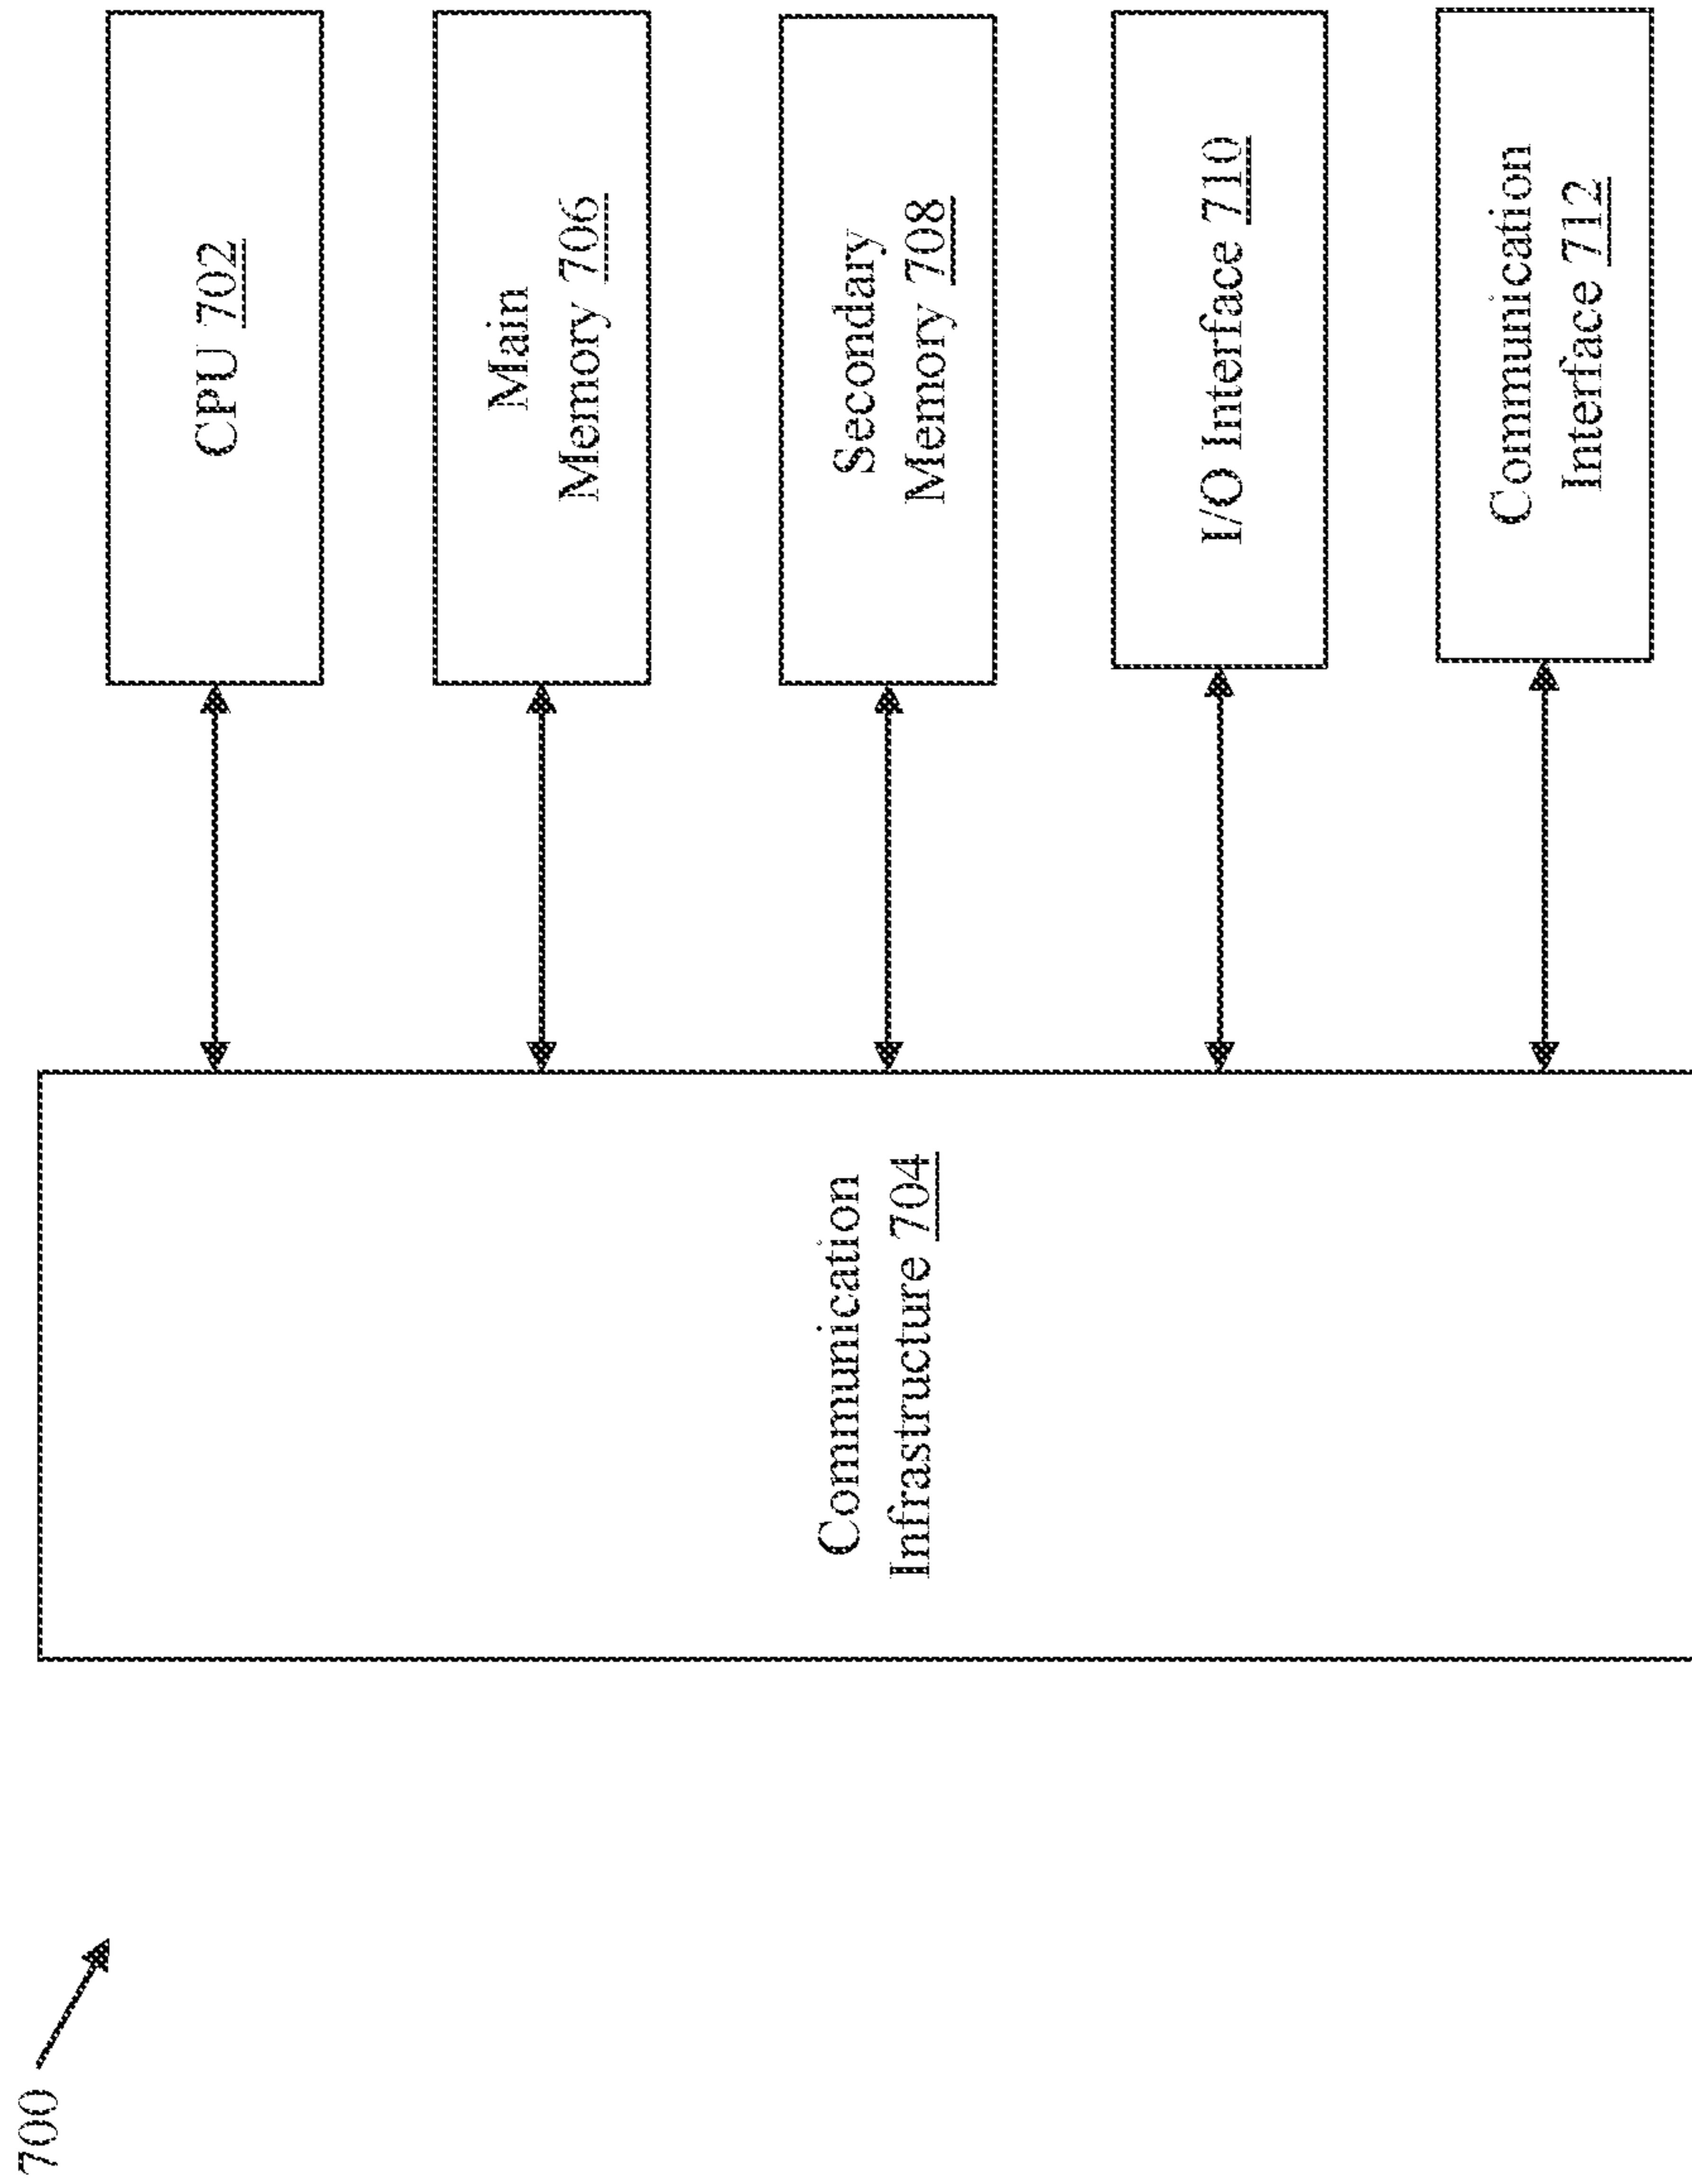 700
Communication
Infrastructure 704
CPU 702
Main
Memory 706
Secondary
Memory 708
I/O Interface 710
Communication
Interface 712